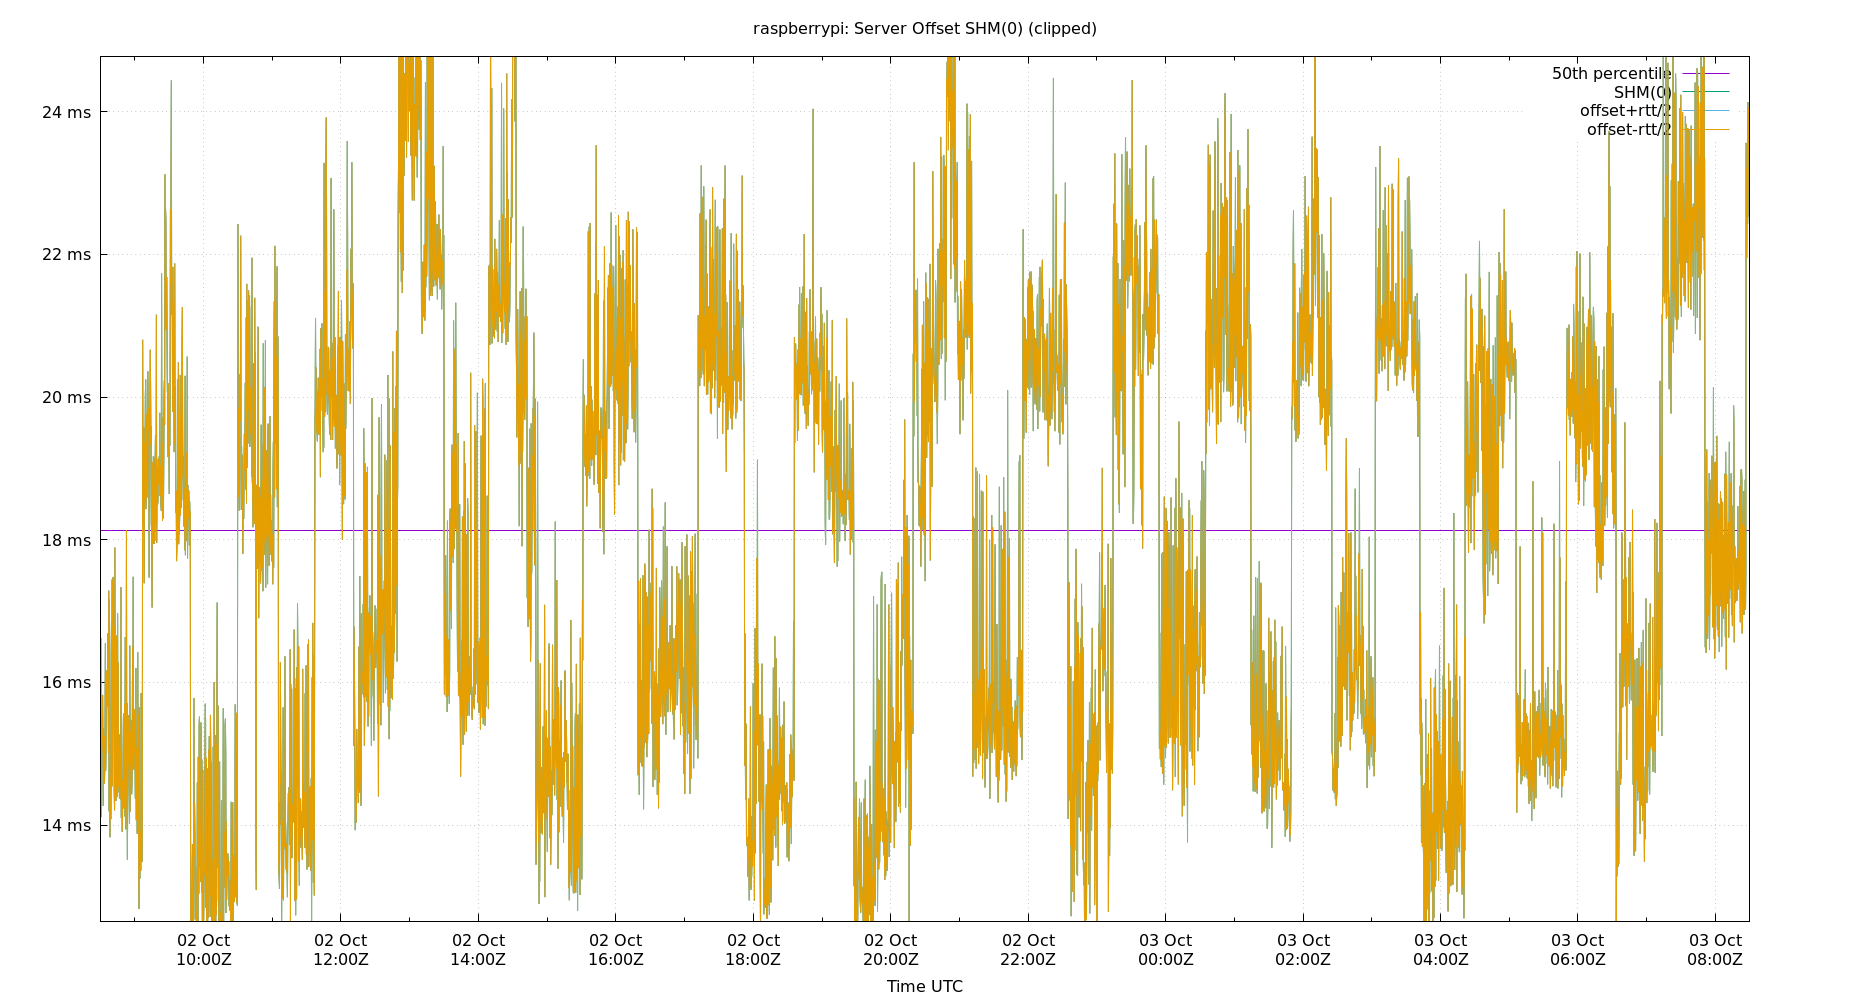 raspberrypi: Server Offset SHM(0) (clipped)
50th percentile
SHM(0)
offset+rtt/2
offset-rtt/2
24 ms
22 ms
20 ms
18 ms
16 ms
14 ms
02 Oct 02 Oct 02 Oct 02 Oct 02 Oct 02 Oct 02 Oct 03 Oct 03 Oct 03 Oct 03 Oct 03 Oct
10:00Z 12:00Z 14:00Z 16:00Z 18:00Z 20:00Z 22:00Z 00:00Z 02:00Z 04:00Z 06:00Z 08:00Z
Time UTC